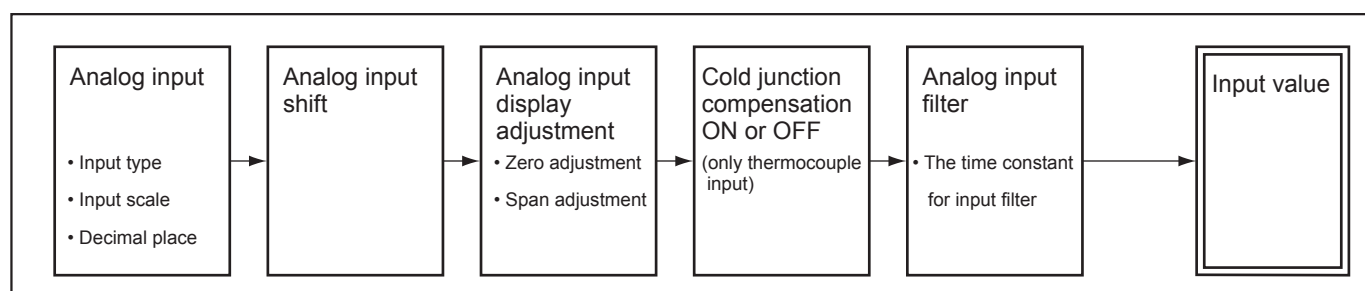 Analog input
• Input type
• Input scale
• Decimal place
Analog input
shift
Analog input
display
adjustment
• Zero adjustment
• Span adjustment
Cold junction
compensation
ON or OFF
(only thermocouple
input)
Analog input
filter
• The time constant
for input filter
Input value